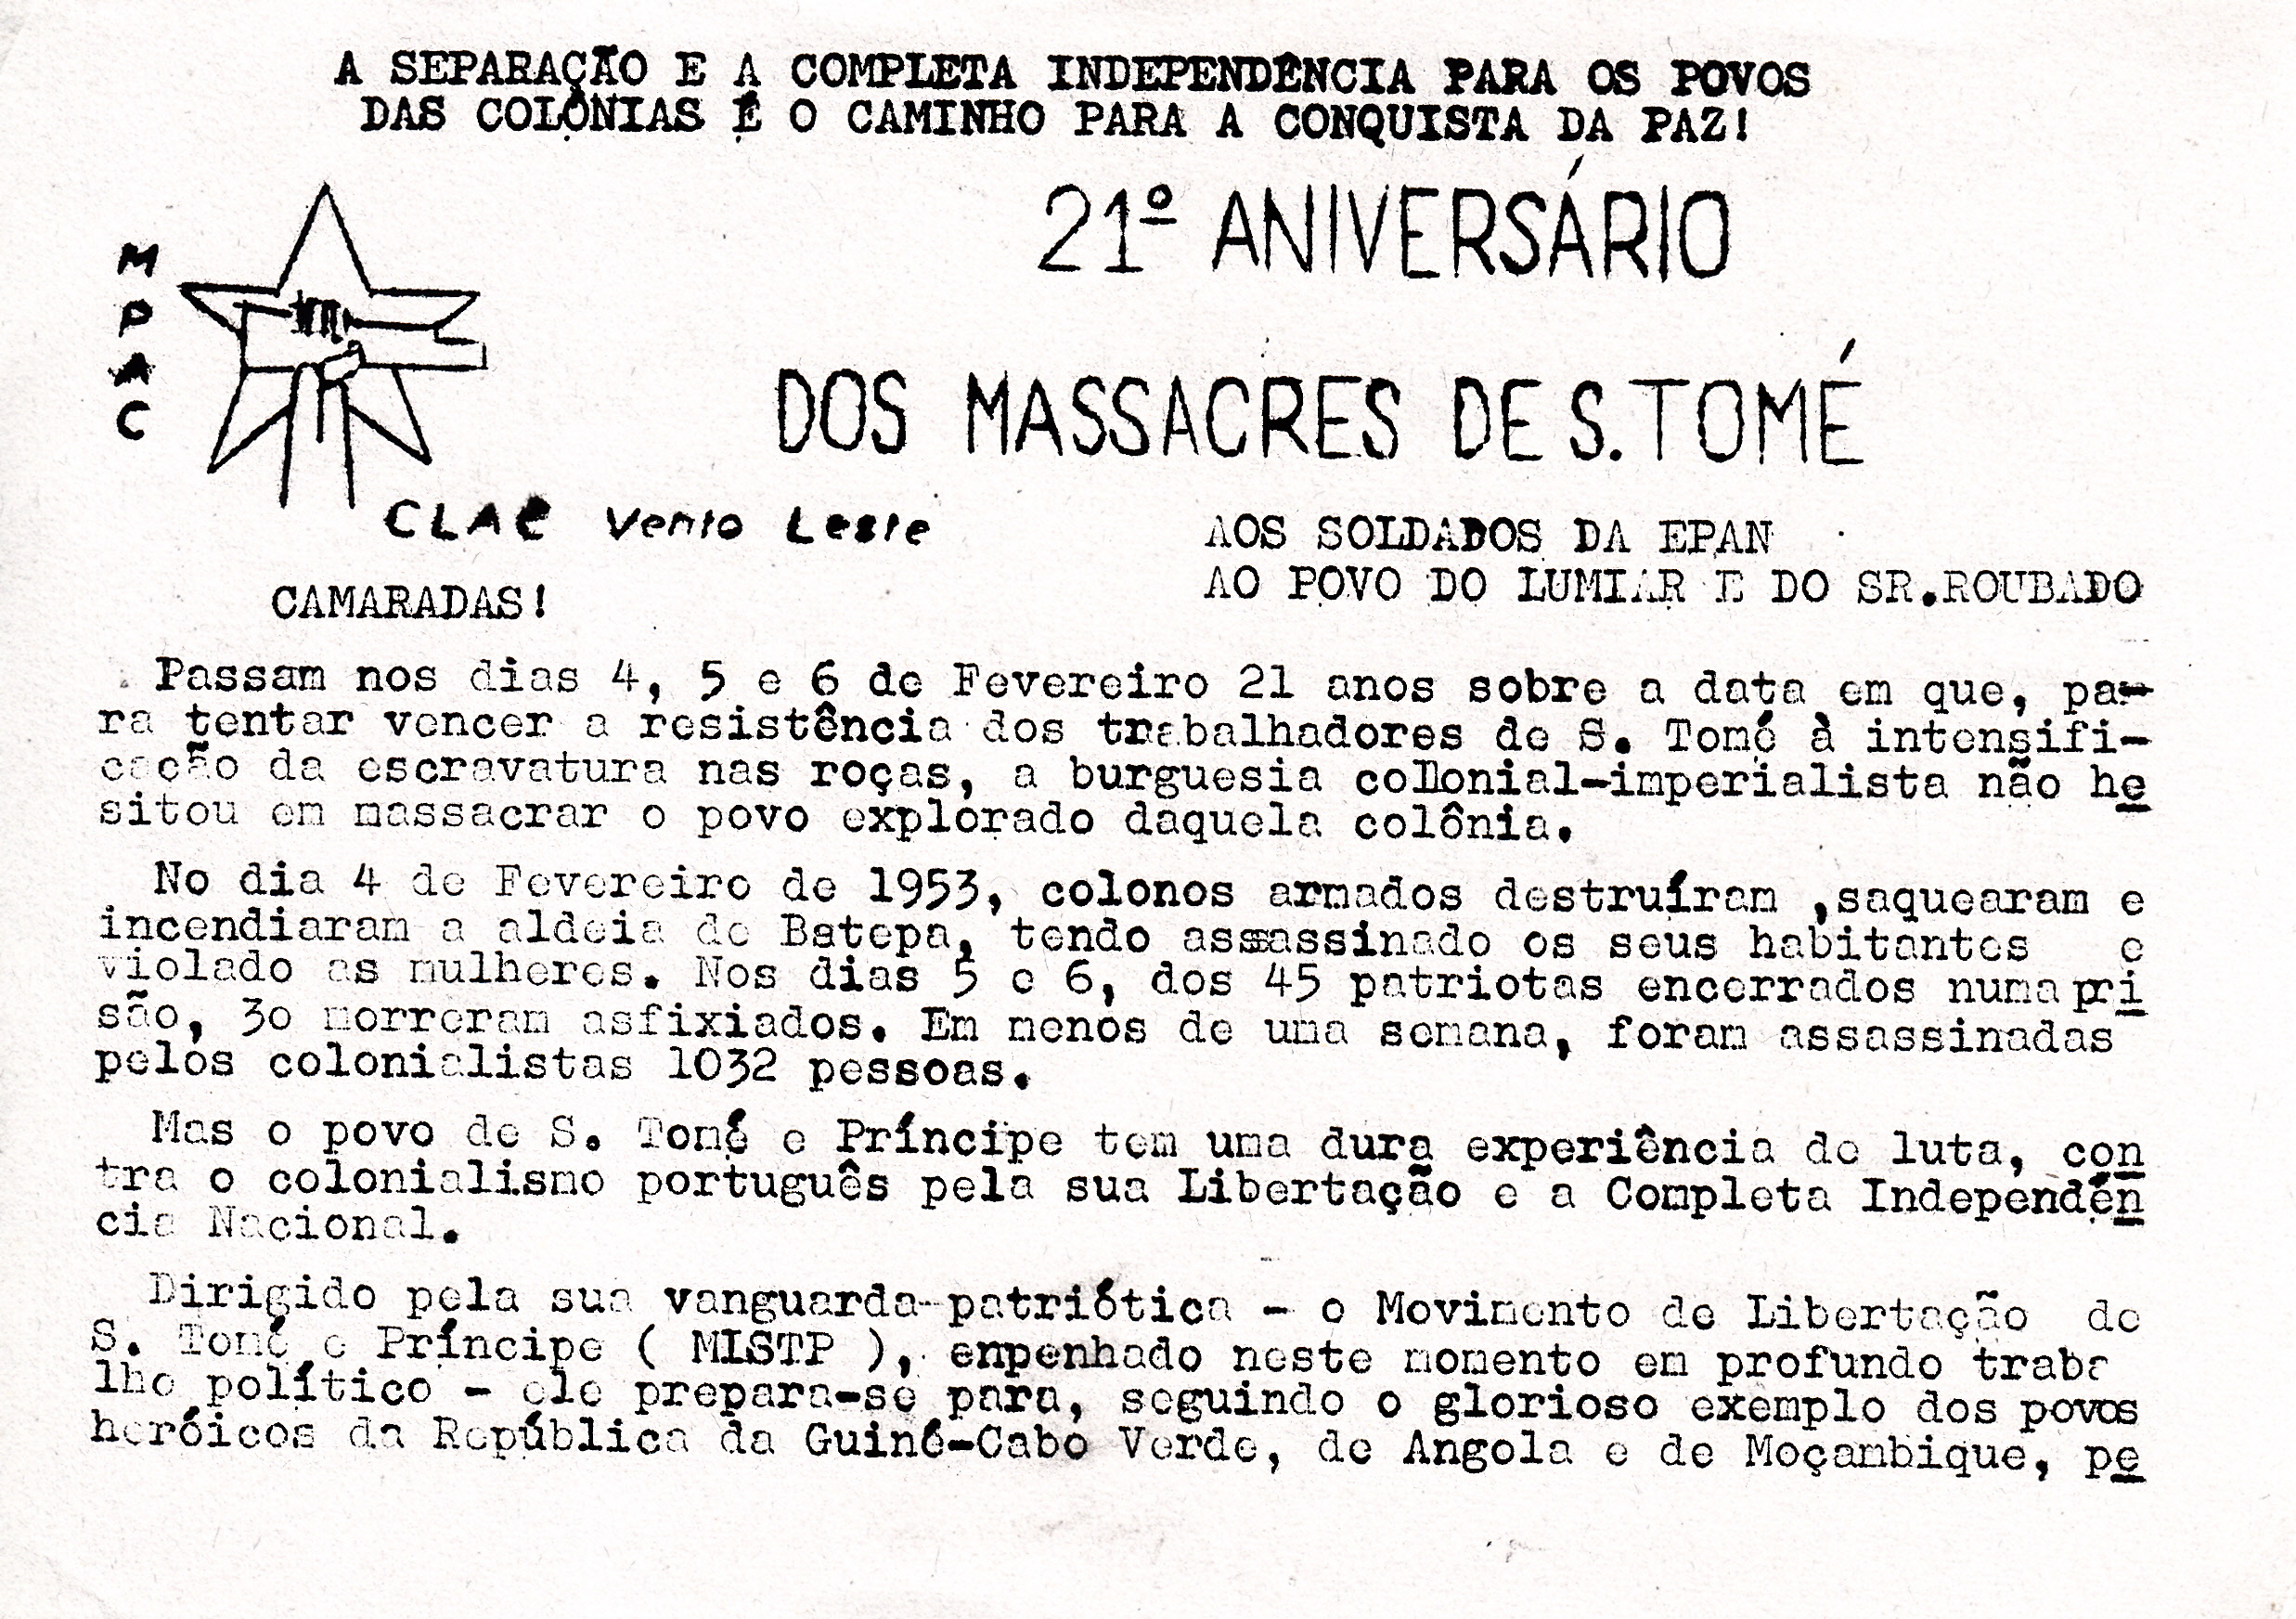 A SEPARAÇÃO E A COMPLETA INDEPENDÊNCIA PARA OS POVOS
DAS COLÔNIAS É O CAMINHO PARA A CONQUISTA DA PAZ!
21º ANIVERSÁRIO
DOS MASSACRES DE S. TOMÉ
MPAC
CLAC Vento Leste
AOS SOLDADOS DA EPAN
AO POVO DO LUMIAR E DO SR.ROUBADO
CAMARADAS!
Passam nos dias 4, 5 e 6 de Fevereiro 21 anos sobre a data em que, pa-
ra tentar vencer a resistência dos trabalhadores de S. Tomé à intensifi-
cação da escravatura nas roças, a burguesia collonial-imperialista não he
sitou em massacrar o povo explorado daquela colônia.
No dia 4 de Fevereiro de 1953, colonos armados destruíram ,saquearam e
incendiaram a aldeia de Batepa, tendo assassinado os seus habitantes e
violado as mulheres. Nos dias 5 e 6, dos 45 patriotas encerrados numa pri
são, 3o morreram asfixiados. Em menos de uma semana, foram assassinadas
pelos colonialistas 1032 pessoas.
Mas o povo de S. Tomé e Príncipe tem uma dura experiência de luta, con
tra o colonialismo português pela sua Libertação e a Completa Independên
cia Nacional.
Dirigido pela sua vanguarda-patriótica - o Movimento de Libertação de
S. Tomé e Príncipe ( MLSTP ), empenhado neste momento em profundo traba
lho político - ele prepara-se para, seguindo o glorioso exemplo dos povos
heróicos da República da Guiné-Cabo Verde, de Angola e de Moçambique, pe